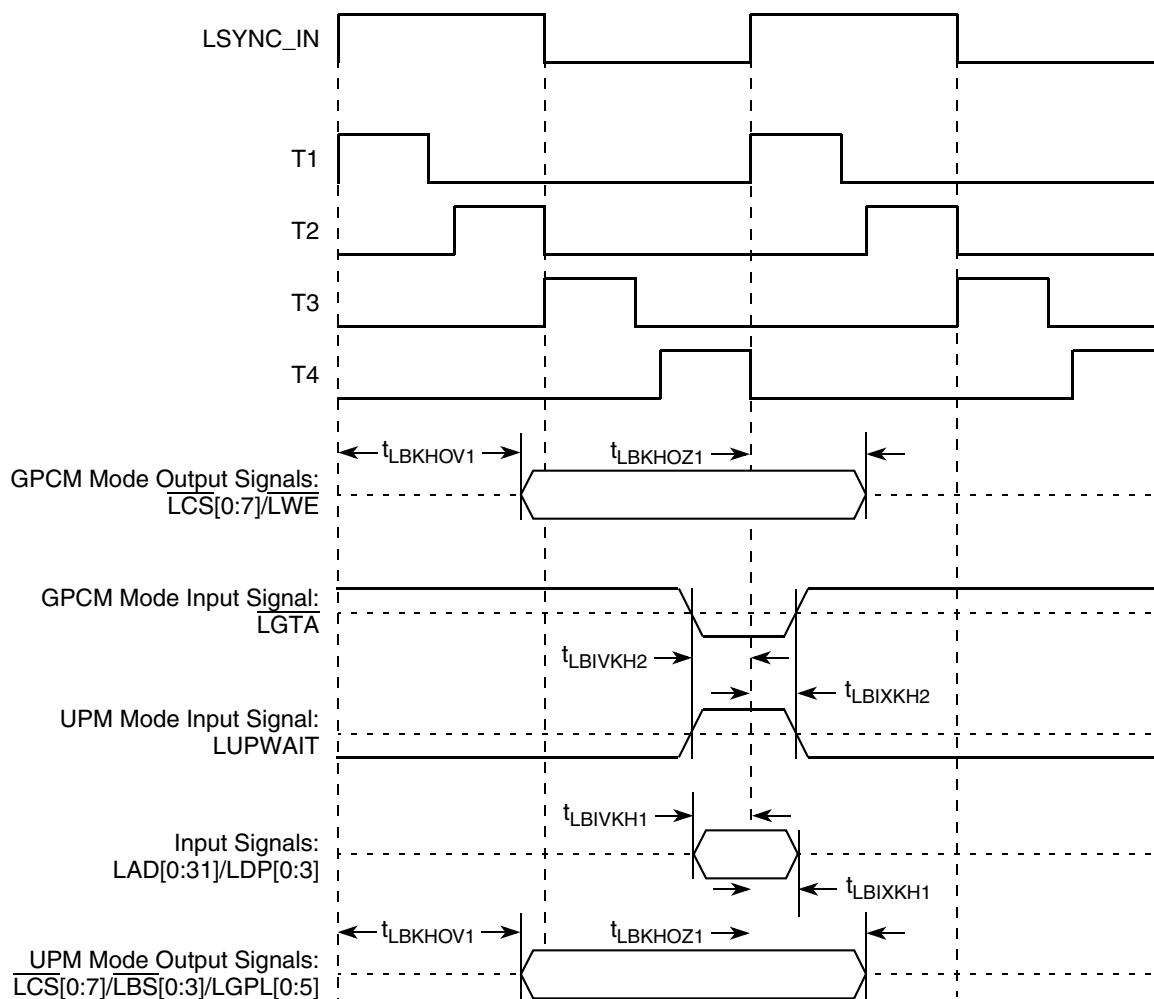 LSYNC_IN
T1
T2
T3
T4
tLBKHOV1
tLBKHOZ1
GPCM Mode Output Signals:
LCS[0:7]/LWE
GPCM Mode Input Signal:
LGTA
tLBIVKH2
tLBIXKH2
UPM Mode Input Signal:
LUPWAIT
tLBIVKH1
Input Signals:
LAD[0:31]/LDP[0:3]
tLBIXKH1
tLBKHOV1
tLBKHOZ1
UPM Mode Output Signals:
LCS[0:7]/LBS[0:3]/LGPL[0:5]